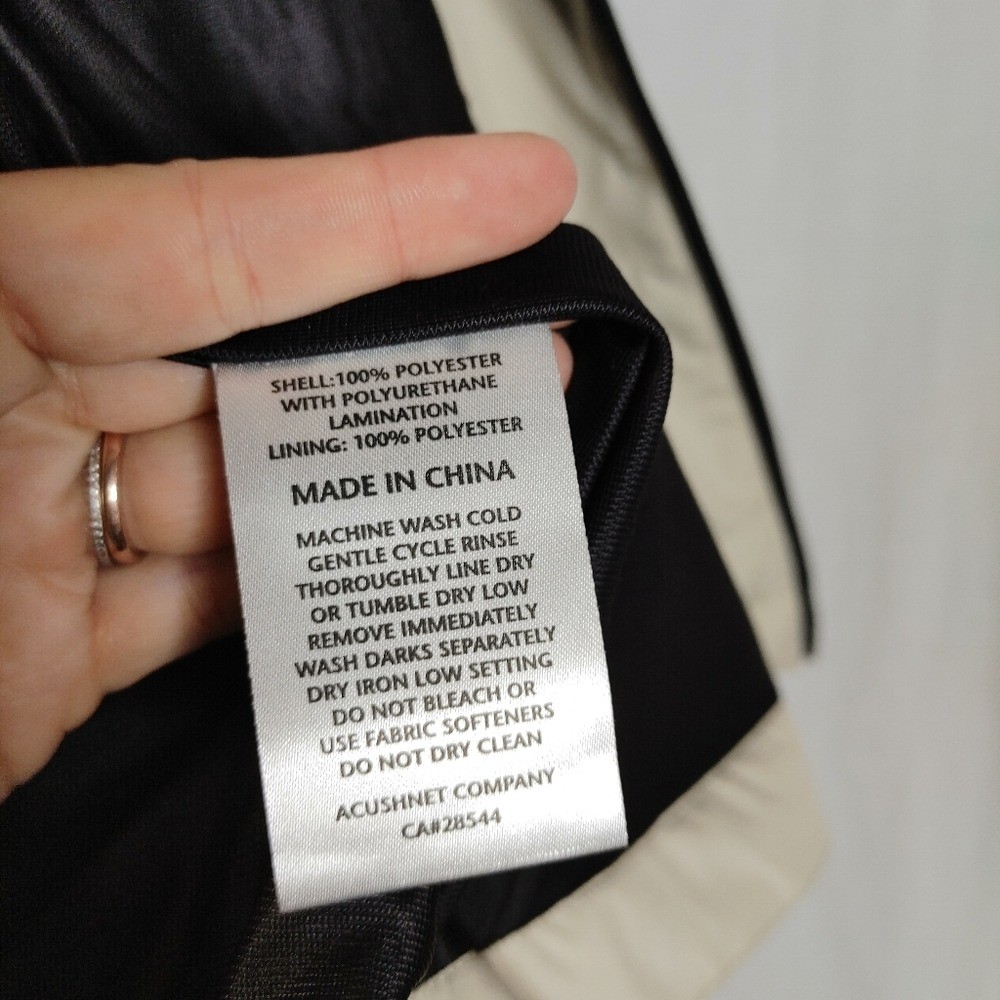 SHELL:100% POLYESTER
WITH POLYURETHANE
LAMINATION
LINING: 100% POLYESTER
MADE IN CHINA
MACHINE WASH COLD
GENTLE CYCLE RINSE
THOROUGHLY LINE DRY
OR TUMBLE DRY LOW
REMOVE IMMEDIATELY
WASH DARKS SEPARATELY
DRY IRON LOW SETTING
DO NOT BLEACH OR
USE FABRIC SOFTENERS
DO NOT DRY CLEAN
ACUSHNET COMPANY
CA#28544